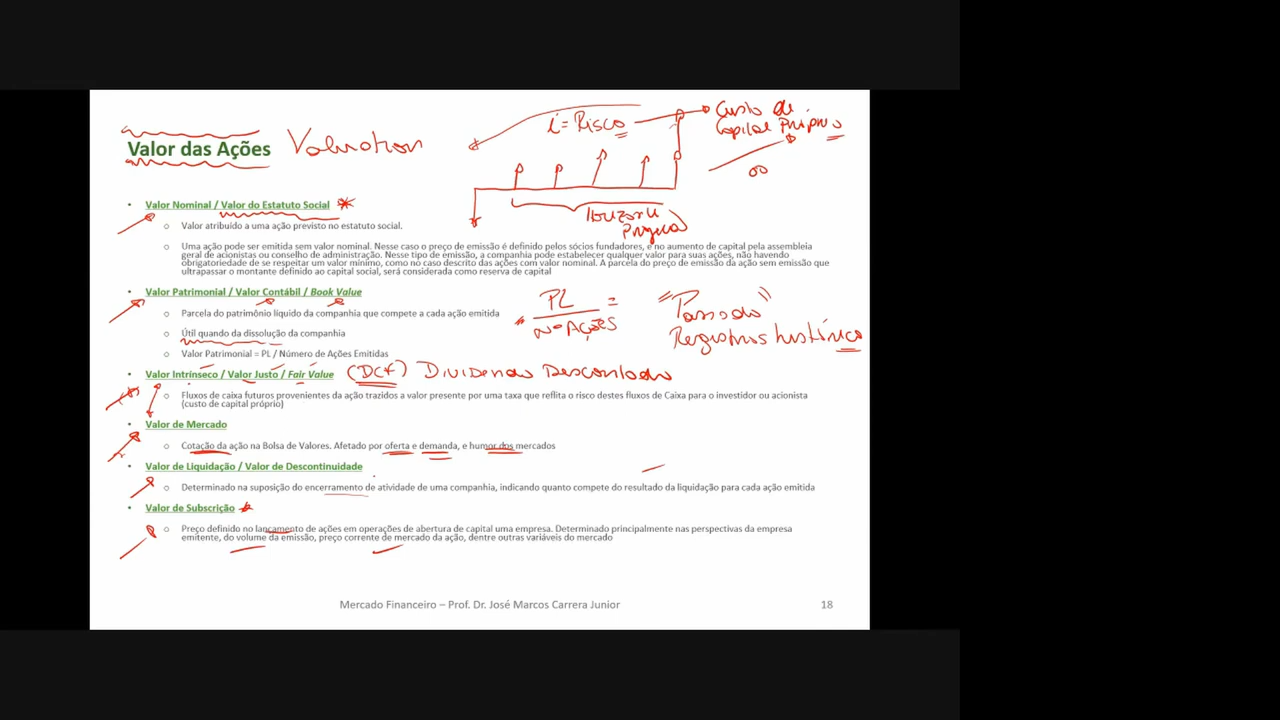 Valor das Ações Valuation
i = Risco
Custo de
Capital Próprio
∞
Horizonte
Projeção
• Valor Nominal / Valor do Estatuto Social *
o Valor atribuido a uma ação previsto no estatuto social.
o Uma ação pode ser emitida sem valor nominal. Nesse caso o preço de emissão é definido pelos sócios fundadores, e no aumento de capital pela assembleia
geral de acionistas ou conselho de administração. Nesse tipo de emissão, a companhia pode estabelecer qualquer valor para suas ações, não havendo
obrigatoriedade de se respeitar um valor mínimo, como no caso descrito das ações com valor nominal. A parcela do preço de emissão da ação sem emissão que
ultrapassar o montante definido ao capital social, será considerada como reserva de capital
• Valor Patrimonial / Valor Contábil / Book Value
o Parcela do patrimônio líquido da companhia que compete a cada ação emitida
o Útil quando da dissolução da companhia
o Valor Patrimonial = PL / Número de Ações Emitidas
PL =
Nº Ações
"Passado"
Registros histórico
• Valor Intrínseco / Valor Justo / Fair Value (DCF) Dividendo Descontado
o Fluxos de caixa futuros provenientes da ação trazidos a valor presente por uma taxa que reflita o risco destes fluxos de Caixa para o investidor ou acionista
(custo de capital próprio)
• Valor de Mercado
o Cotação da ação na Bolsa de Valores. Afetado por oferta e demanda, e humor dos mercados
• Valor de Liquidação / Valor de Descontinuidade
o Determinado na suposição do encerramento de atividade de uma companhia, indicando quanto compete do resultado da liquidação para cada ação emitida
• Valor de Subscrição *
o Preço definido no lançamento de ações em operações de abertura de capital uma empresa. Determinado principalmente nas perspectivas da empresa
emitente, do volume da emissão, preço corrente de mercado da ação, dentre outras variáveis do mercado
Mercado Financeiro – Prof. Dr. José Marcos Carrera Junior 18